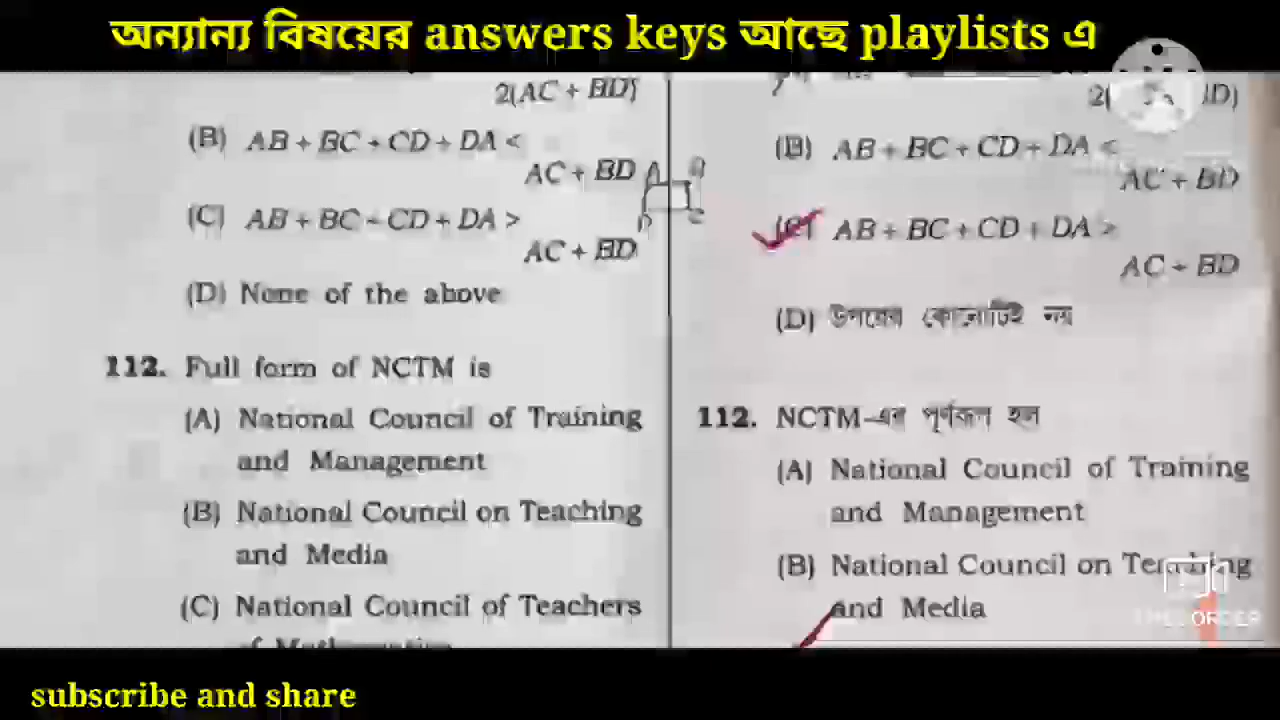 অন্যান্য বিষয়ের answers keys আছে playlists এ
2(AC + BD)
(B) AB + BC + CD + DA <
AC + BD
(C) AB + BC + CD + DA >
AC + BD
(D) None of the above
112. Full form of NCTM is
(A) National Council of Training
and Management
(B) National Council on Teaching
and Media
(C) National Council of Teachers
of Mathematics
A B
D C
(B) AB + BC + CD + DA <
AC + BD
(C) AB + BC + CD + DA >
AC + BD
(D) উপরের কোনোটিই নয়
112. NCTM-এর পূর্ণরূপ হল
(A) National Council of Training
and Management
(B) National Council on Teaching
and Media
subscribe and share